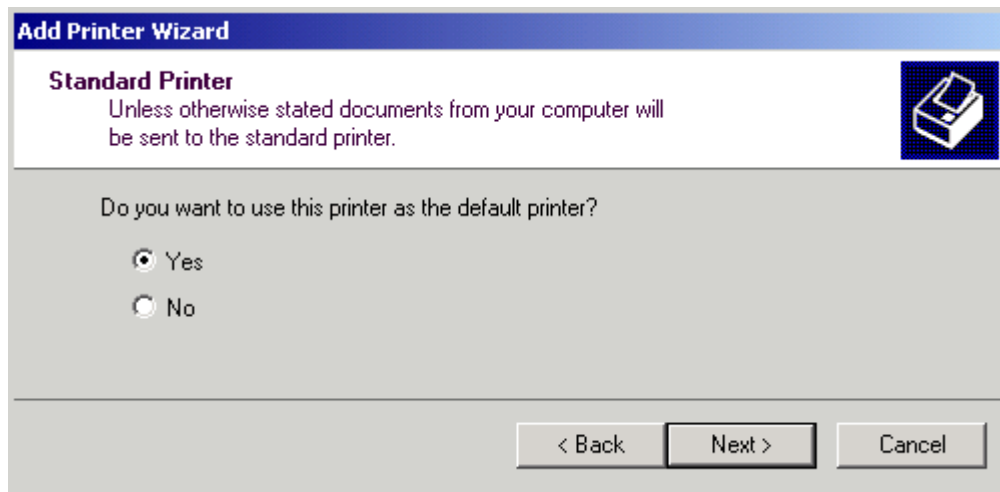 Add Printer Wizard
Standard Printer
Unless otherwise stated documents from your computer will
be sent to the standard printer.
Do you want to use this printer as the default printer?
Yes
No
< Back
Next >
Cancel